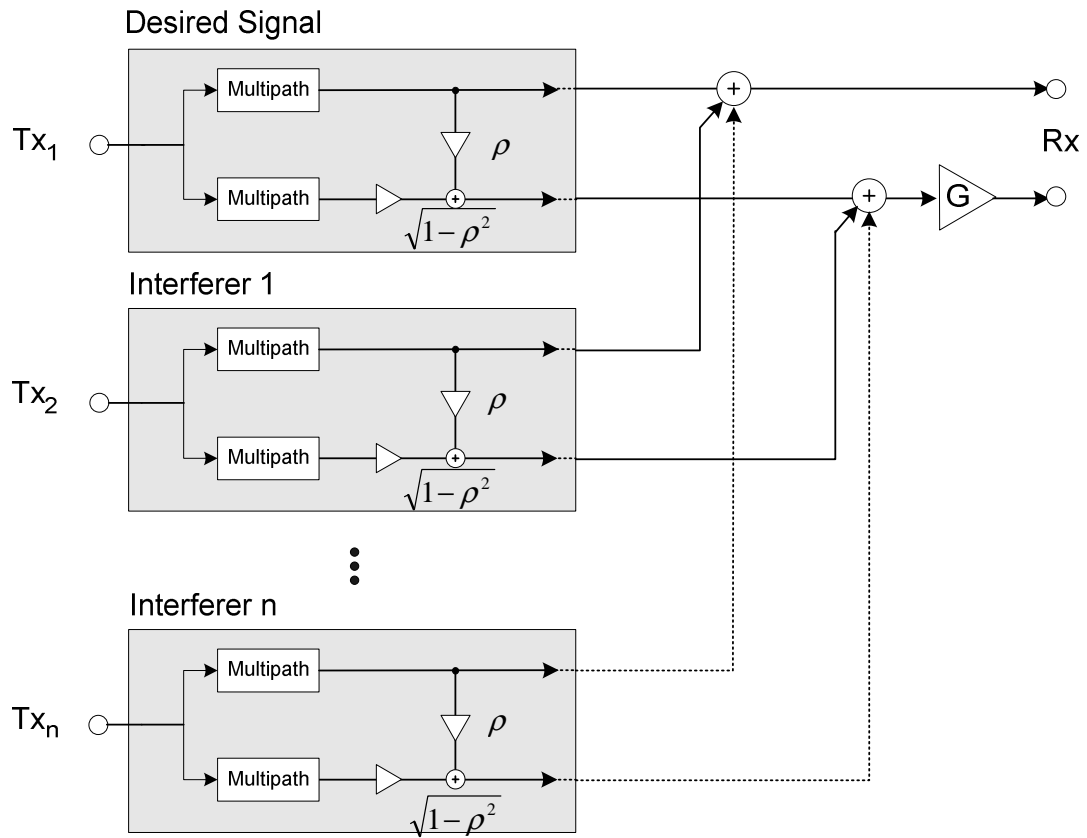 Desired Signal
Tx₁
Multipath
ρ
Multipath
√1−ρ²
+
+
+
G
Rx
Interferer 1
Tx₂
Multipath
ρ
Multipath
+
√1−ρ²
Interferer n
Txₙ
Multipath
ρ
Multipath
+
√1−ρ²